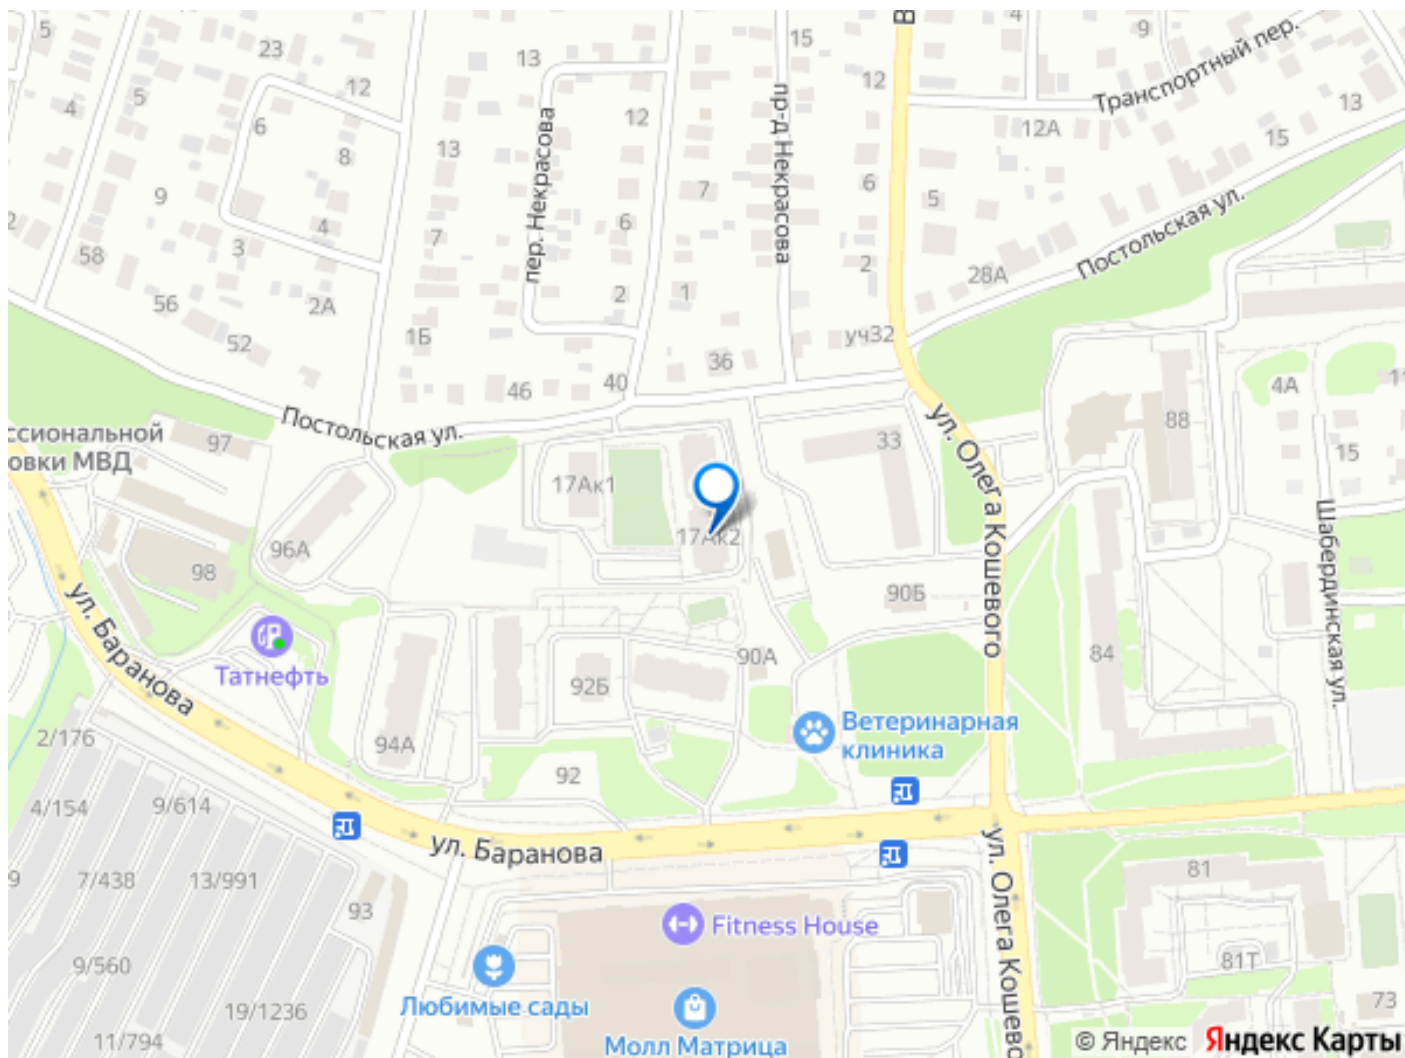 5
23
13
15
4
9
Транспортный пер.
12
12
5
4
6
8
13
пер. Некрасова
12
пр-д Некрасова
12А
15
13
9
7
6
5
Постольская ул.
4
3
7
6
2
58
2А
56
52
1Б
2
1
2
28А
уч32
36
40
46
4А
88
15
Постольская ул.
ул. Олега Кошевого
33
97
ссиональной
овки МВД
17Ак1
17Ак2
96А
98
90Б
Шабердинская ул.
ул. Баранова
Татнефть
92Б
90А
84
94А
92
Ветеринарная
клиника
2/176
4/154
9/614
7/438
13/991
93
9/560
19/1236
11/794
ул. Баранова
ул. Олега Кошево
81
81Т
73
Fitness House
Любимые сады
Молл Матрица
© Яндекс Яндекс Карты